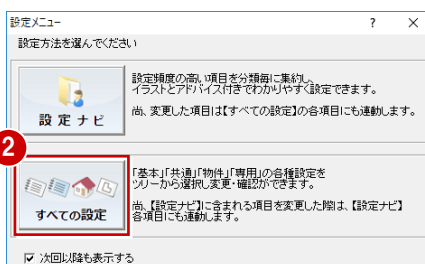 設定メニュー ? ×
設定方法を選んでください
設定ナビ
設定頻度の高い項目を分類毎に集約し、
イラストとアドバイス付きでわかりやすく設定できます。
尚、変更した項目は【すべての設定】の各項目にも連動します。
2
すべての設定
「基本」「共通」「物件」「専用」の各種設定を
ツリーから選択し変更・確認ができます。
尚、【設定ナビ】に含まれる項目を変更した際は、【設定ナビ】
各項目にも連動します。
次回以降も表示する